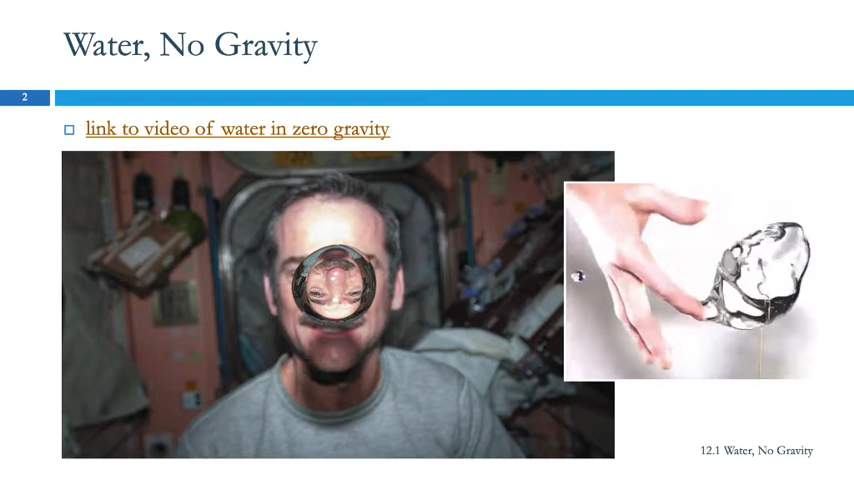 Water, No Gravity
2
link to video of water in zero gravity
12.1 Water, No Gravity